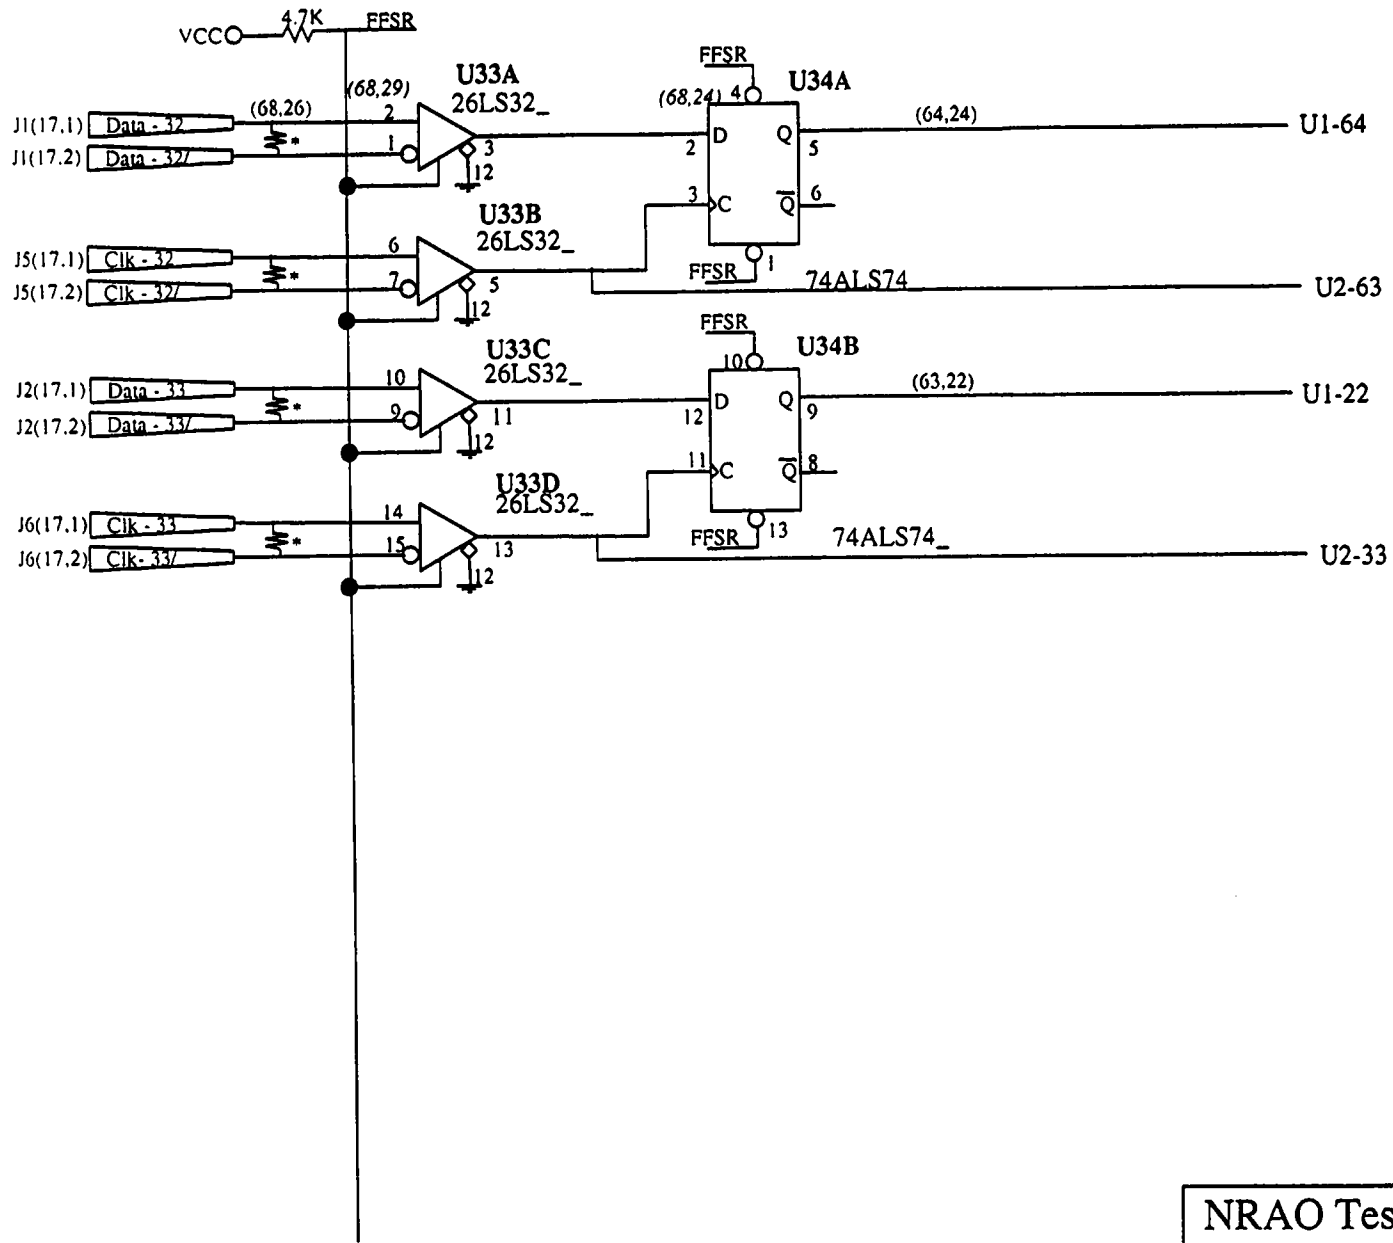 4.7K
VCC
FFSR
(68,26)
(68,29)
U33A
26LS32_
J1(17.1) Data - 32
J1(17.2) Data - 32/
*
2
1
3
12
FFSR
(68,24)
4
U34A
D
Q
2
5
(64,24)
U1-64
3
C
Q
6
FFSR
1
74ALS74
U33B
26LS32_
J5(17.1) Clk - 32
J5(17.2) Clk - 32/
*
6
7
5
12
U2-63
FFSR
10
U34B
U33C
26LS32_
J2(17.1) Data - 33
J2(17.2) Data - 33/
*
10
9
11
12
D
Q
12
9
(63,22)
U1-22
11
C
Q
8
FFSR
13
74ALS74_
U33D
26LS32_
J6(17.1) Clk - 33
J6(17.2) Clk- 33/
*
14
15
13
12
U2-33
NRAO Tes